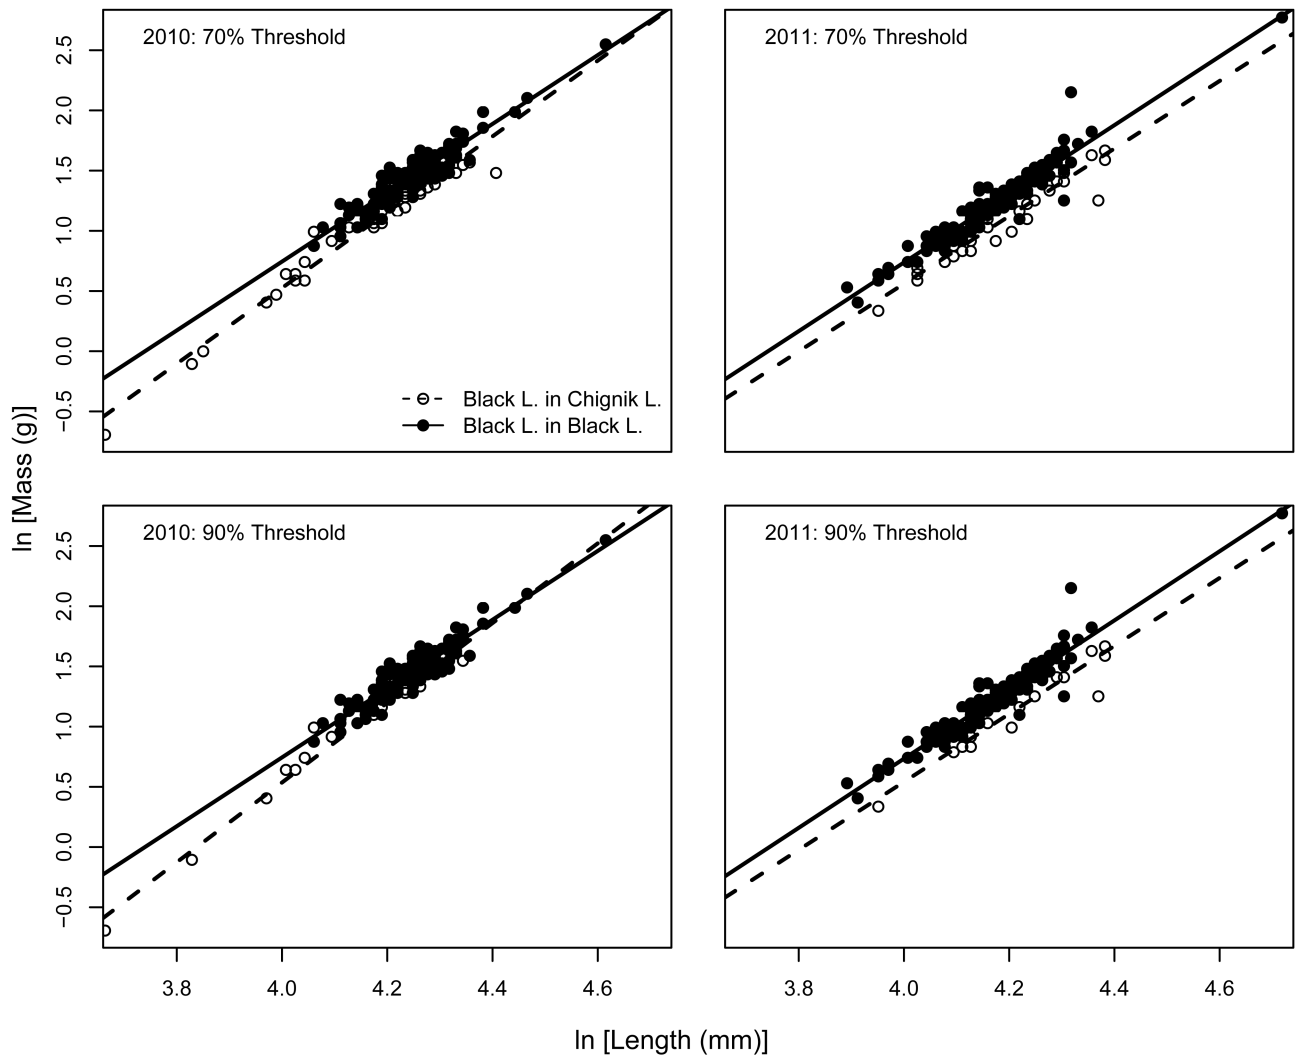 2010: 70% Threshold
2011: 70% Threshold
2.5
2.0
1.5
1.0
0.5
0.0
−0.5
Black L. in Chignik L.
Black L. in Black L.
ln [Mass (g)]
2010: 90% Threshold
2011: 90% Threshold
2.5
2.0
1.5
1.0
0.5
0.0
−0.5
3.8 4.0 4.2 4.4 4.6
3.8 4.0 4.2 4.4 4.6
ln [Length (mm)]